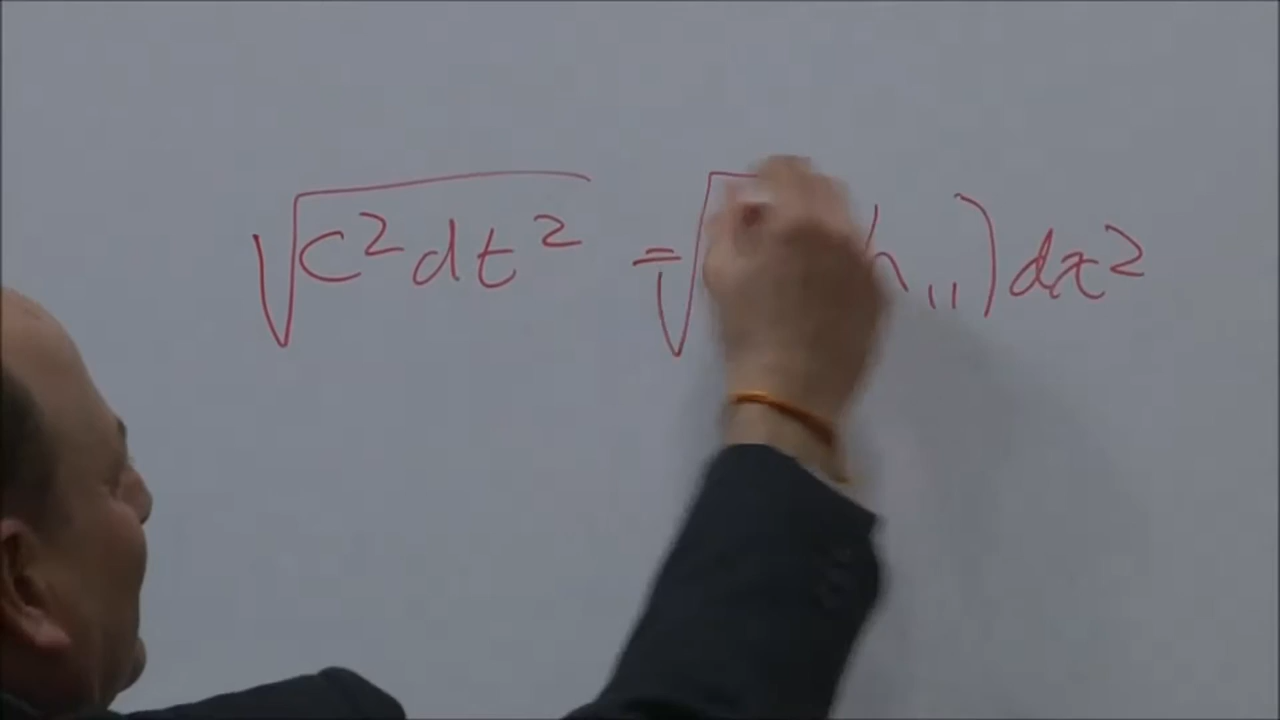 √c²dt² = √ h₁₁)dx²